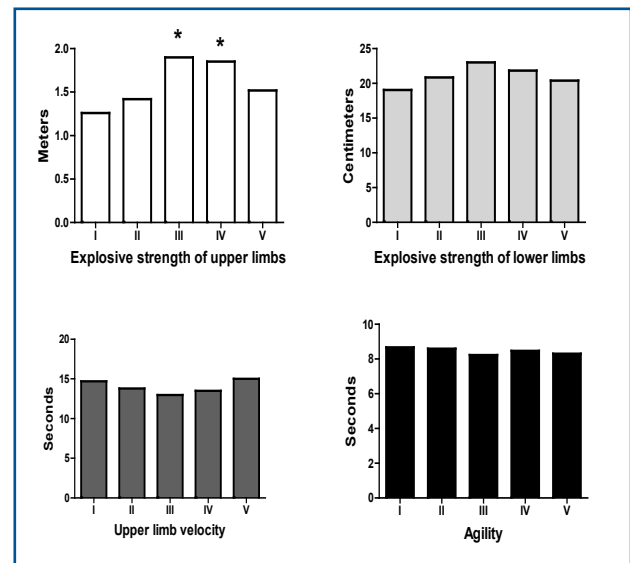 * *
Meters
2.0
1.5
1.0
0.5
0.0
I II III IV V
Explosive strength of upper limbs
Centimeters
25
20
15
10
5
0
I II III IV V
Explosive strength of lower limbs
Seconds
20
15
10
5
0
I II III IV V
Upper limb velocity
Seconds
10
8
6
4
2
0
I II III IV V
Agility